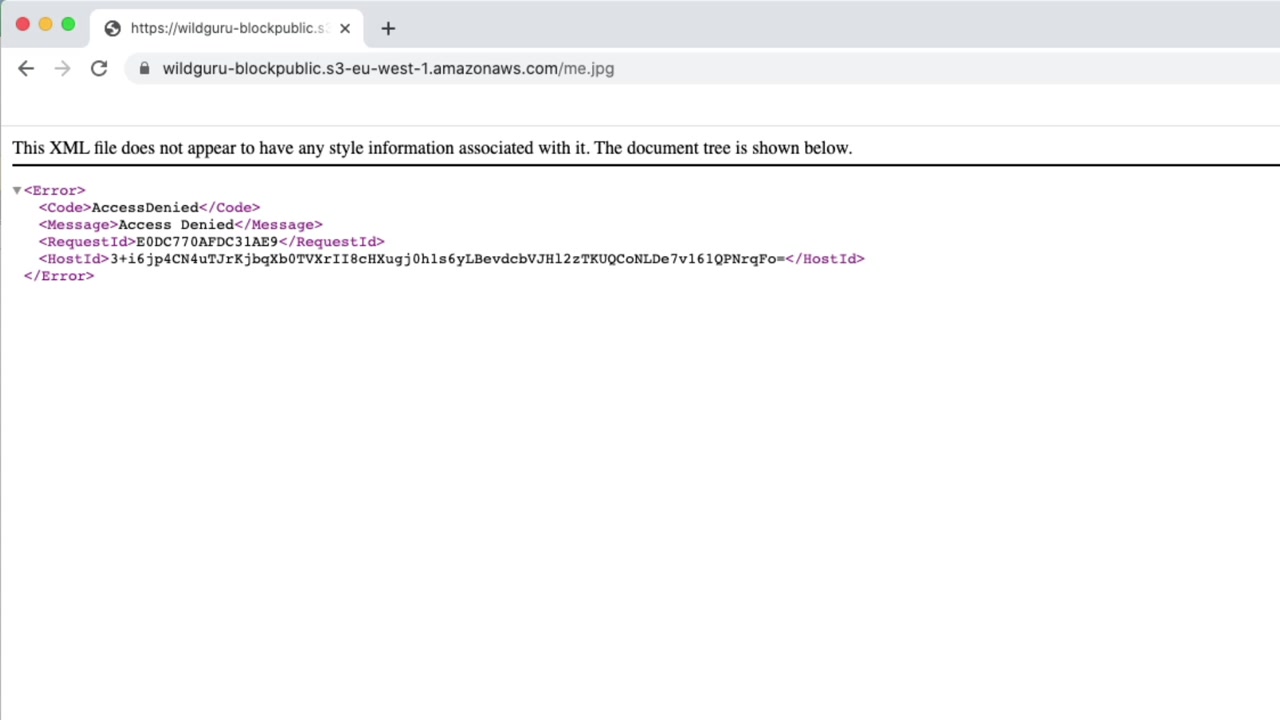 https://wildguru-blockpublic.s3
wildguru-blockpublic.s3-eu-west-1.amazonaws.com/me.jpg
This XML file does not appear to have any style information associated with it. The document tree is shown below.
<Error>
<Code>AccessDenied</Code>
<Message>Access Denied</Message>
<RequestId>E0DC770AFDC31AE9</RequestId>
<HostId>3+i6jp4CN4uTJrKjbqXb0TVXrII8cHXugj0h1s6yLBevdcbVJHl2zTKUQCoNLDe7vl61QPNrqFo=</HostId>
</Error>